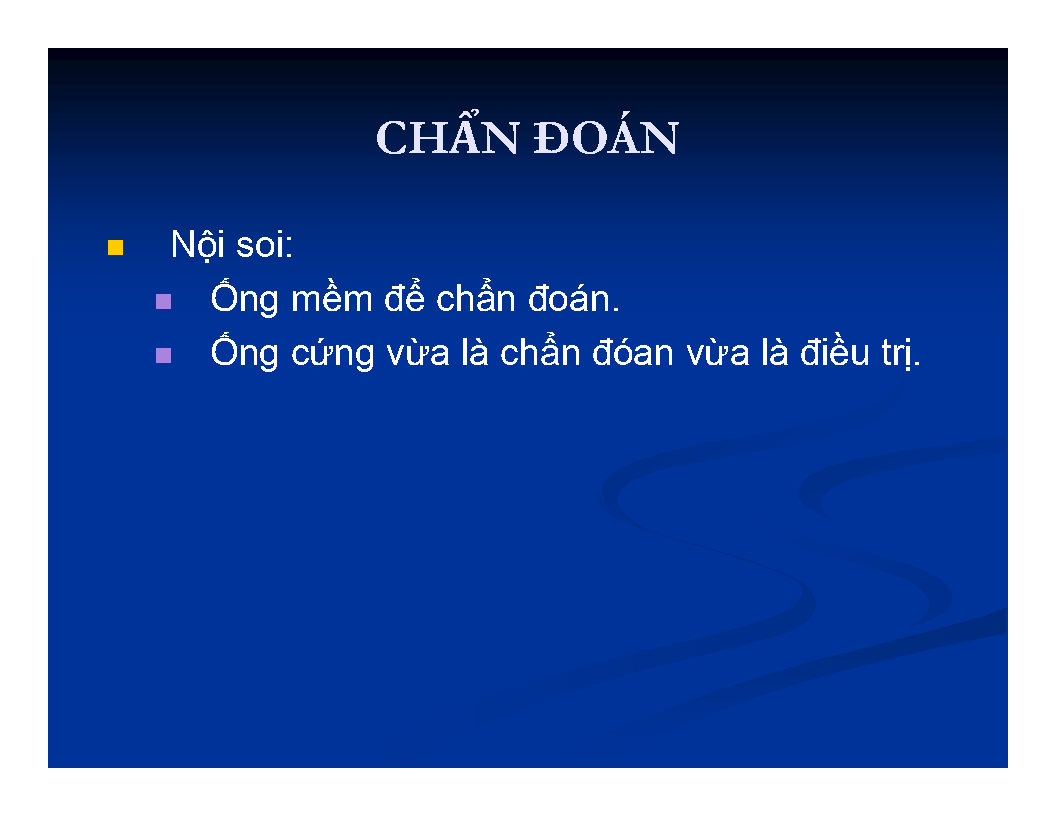 CHẨN ĐOÁN
Nội soi:
Ống mềm để chẩn đoán.
Ống cứng vừa là chẩn đóan vừa là điều trị.